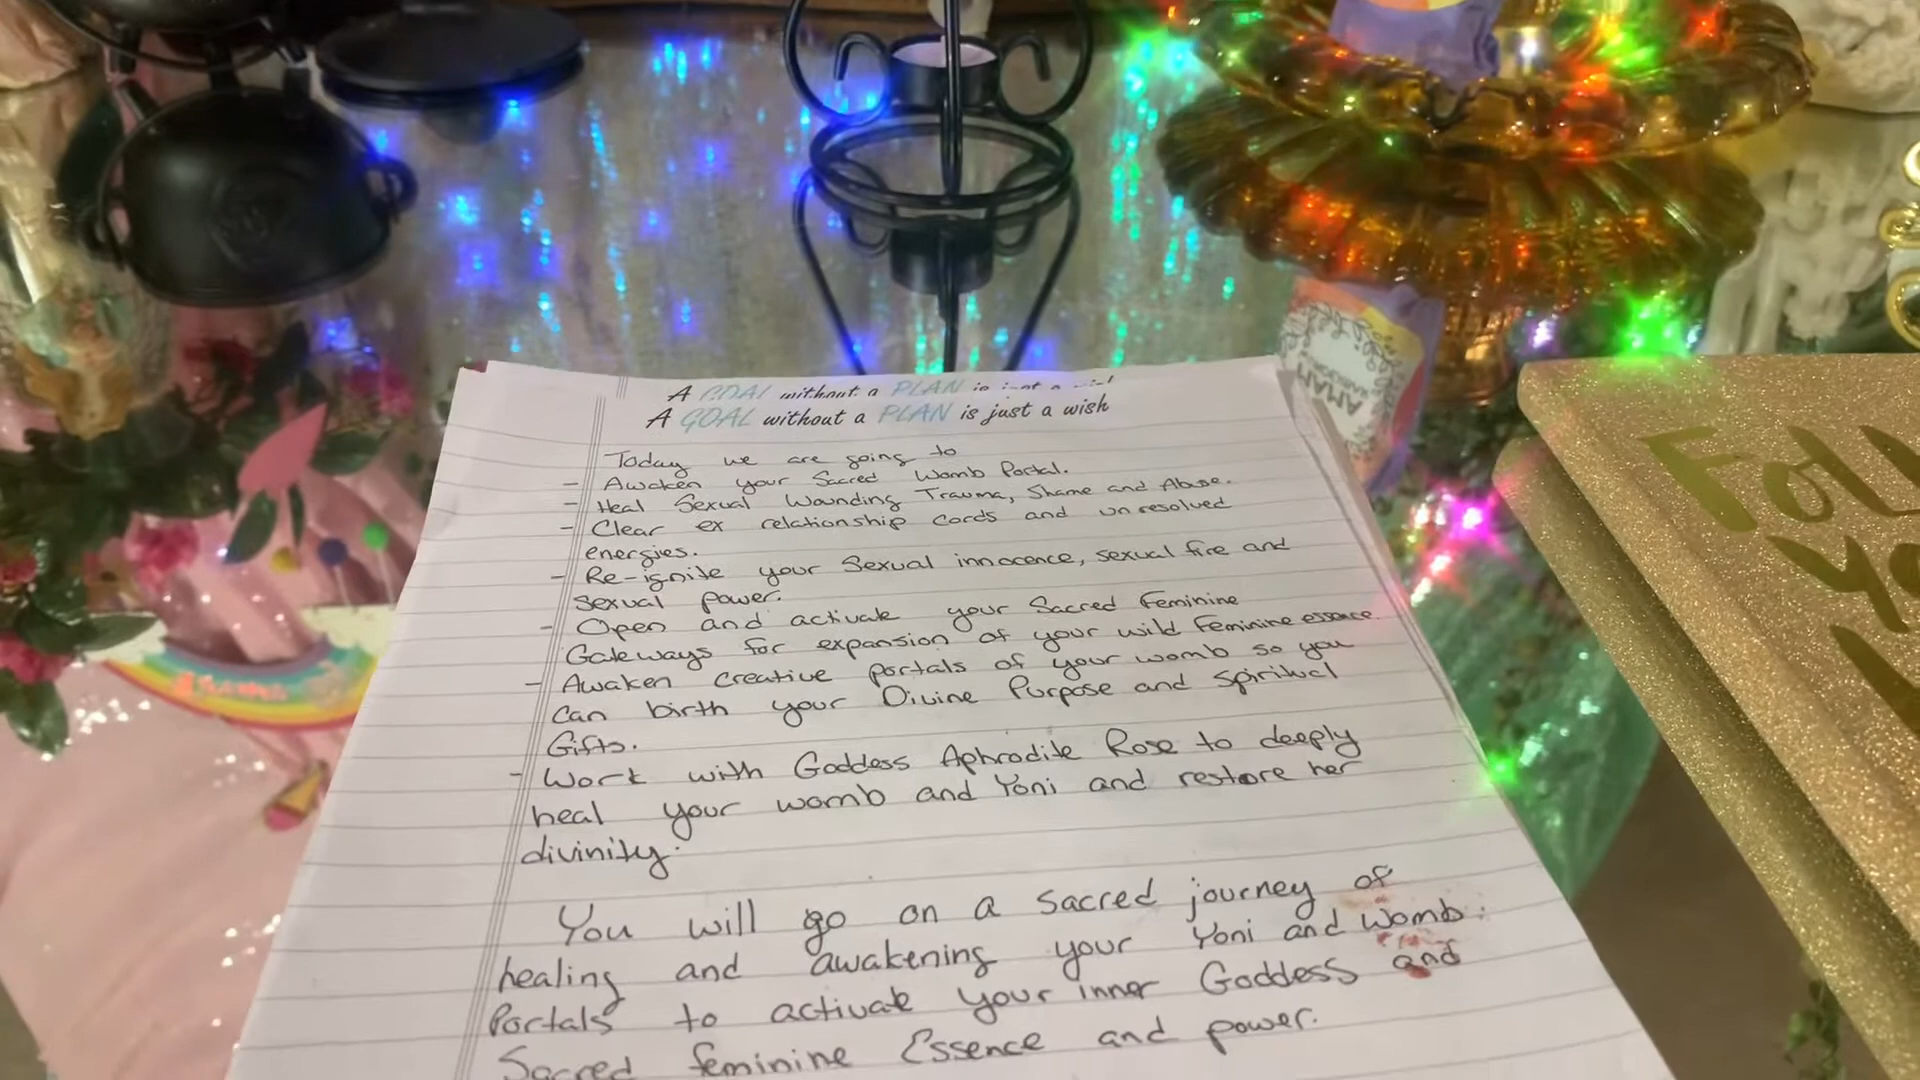 A GOAL without a PLAN is just a
A GOAL without a PLAN is just a wish
Today we are going to
- Awaken your Sacred Womb Portal.
- Heal Sexual Wounding Trauma, Shame and Abuse.
- Clear ex relationship cords and unresolved
energies.
- Re-ignite your Sexual innocence, sexual fire and
sexual power.
- Open and activate your Sacred Feminine
Gateways for expansion of your wild feminine essence.
- Awaken creative portals of your womb so you
can birth your Divine Purpose and Spiritual
Gifts.
- Work with Goddess Aphrodite Rose to deeply
heal your womb and Yoni and restore her
divinity.
You will go on a sacred journey of
healing and awakening your Yoni and Womb
Portals to activate your inner Goddess and
Sacred feminine Essence and power.